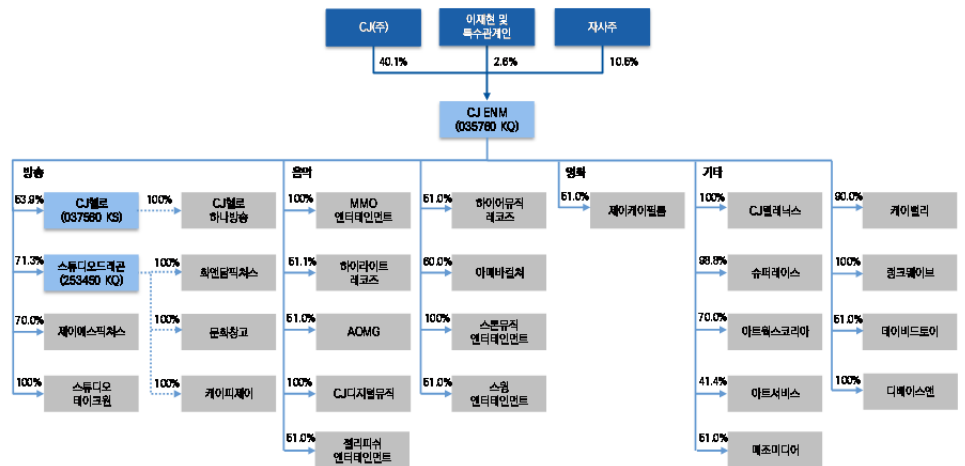 CJ(주)
이재현 및
특수관계인
자사주
40.1%
2.6%
10.6%
CJ ENM
(035760 KQ)
방송
음악
영화
기타
53.9%
CJ헬로
(037560 KS)
100%
CJ헬로
하나방송
71.3%
스튜디오드래곤
(253450 KQ)
100%
화앤담픽쳐스
70.0%
제이에스픽쳐스
100%
문화창고
100%
스튜디오
테이크원
100%
케이피제이
100%
MMO
엔터테인먼트
51.1%
하이라이트
레코즈
51.0%
AOMG
100%
CJ디지털뮤직
51.0%
젤리피쉬
엔터테인먼트
51.0%
하이어뮤직
레코즈
60.0%
아메바컬쳐
100%
스톤뮤직
엔터테인먼트
51.0%
스윙
엔터테인먼트
51.0%
제이케이필름
100%
CJ텔레닉스
98.8%
슈퍼레이스
70.0%
아트웍스코리아
41.4%
아트서비스
51.0%
메조미디어
90.0%
케이밸리
100%
랭크웨이브
51.0%
데이비드토이
100%
다베이스앤